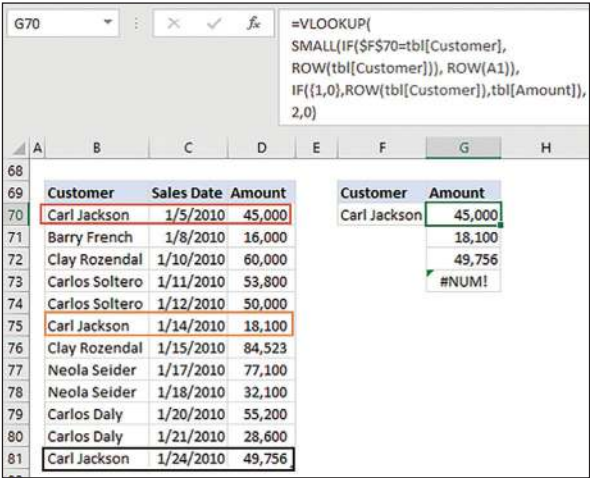 G70 fx =VLOOKUP(
SMALL(IF($F$70=tbl[Customer],
ROW(tbl[Customer])), ROW(A1)),
IF({1,0},ROW(tbl[Customer]),tbl[Amount]),
2,0)
A B C D E F G H
68
69 Customer Sales Date Amount Customer Amount
70 Carl Jackson 1/5/2010 45,000 Carl Jackson 45,000
71 Barry French 1/8/2010 16,000 18,100
72 Clay Rozendal 1/10/2010 60,000 49,756
73 Carlos Soltero 1/11/2010 53,800 #NUM!
74 Carlos Soltero 1/12/2010 50,000
75 Carl Jackson 1/14/2010 18,100
76 Clay Rozendal 1/15/2010 84,523
77 Neola Seider 1/17/2010 77,100
78 Neola Seider 1/18/2010 32,100
79 Carlos Daly 1/20/2010 55,200
80 Carlos Daly 1/21/2010 28,600
81 Carl Jackson 1/24/2010 49,756